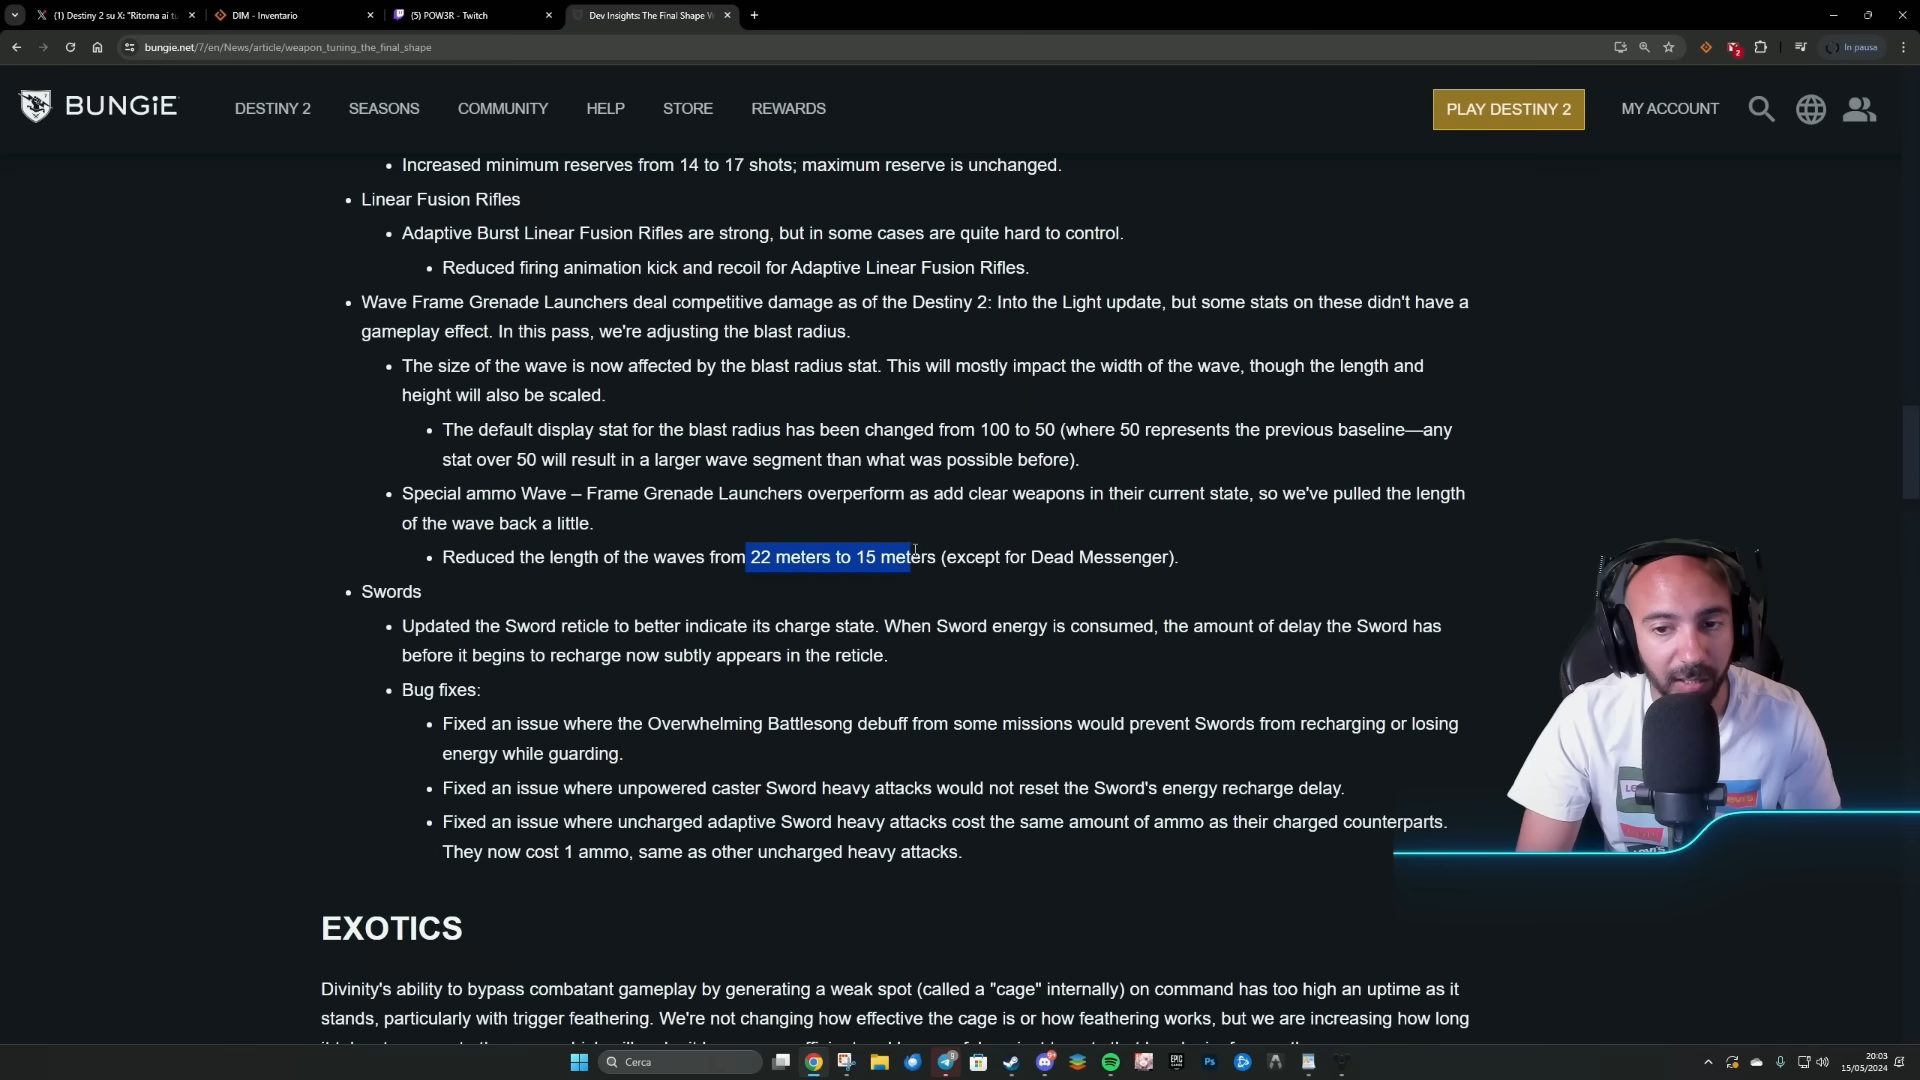 (1) Destiny 2 su X: "Ritorna ai tu
DIM - Inventario
(5) POW3R - Twitch
Dev Insights: The Final Shape W
bungie.net/7/en/News/article/weapon_tuning_the_final_shape
2
In pausa
BUNGiE
DESTINY 2
SEASONS
COMMUNITY
HELP
STORE
REWARDS
PLAY DESTINY 2
MY ACCOUNT
• Increased minimum reserves from 14 to 17 shots; maximum reserve is unchanged.
• Linear Fusion Rifles
• Adaptive Burst Linear Fusion Rifles are strong, but in some cases are quite hard to control.
• Reduced firing animation kick and recoil for Adaptive Linear Fusion Rifles.
• Wave Frame Grenade Launchers deal competitive damage as of the Destiny 2: Into the Light update, but some stats on these didn't have a
gameplay effect. In this pass, we're adjusting the blast radius.
• The size of the wave is now affected by the blast radius stat. This will mostly impact the width of the wave, though the length and
height will also be scaled.
• The default display stat for the blast radius has been changed from 100 to 50 (where 50 represents the previous baseline—any
stat over 50 will result in a larger wave segment than what was possible before).
• Special ammo Wave – Frame Grenade Launchers overperform as add clear weapons in their current state, so we've pulled the length
of the wave back a little.
• Reduced the length of the waves from 22 meters to 15 meters (except for Dead Messenger).
• Swords
• Updated the Sword reticle to better indicate its charge state. When Sword energy is consumed, the amount of delay the Sword has
before it begins to recharge now subtly appears in the reticle.
• Bug fixes:
• Fixed an issue where the Overwhelming Battlesong debuff from some missions would prevent Swords from recharging or losing
energy while guarding.
• Fixed an issue where unpowered caster Sword heavy attacks would not reset the Sword's energy recharge delay.
• Fixed an issue where uncharged adaptive Sword heavy attacks cost the same amount of ammo as their charged counterparts.
They now cost 1 ammo, same as other uncharged heavy attacks.
EXOTICS
Divinity's ability to bypass combatant gameplay by generating a weak spot (called a "cage" internally) on command has too high an uptime as it
stands, particularly with trigger feathering. We're not changing how effective the cage is or how feathering works, but we are increasing how long
Cerca
20:03
15/05/2024